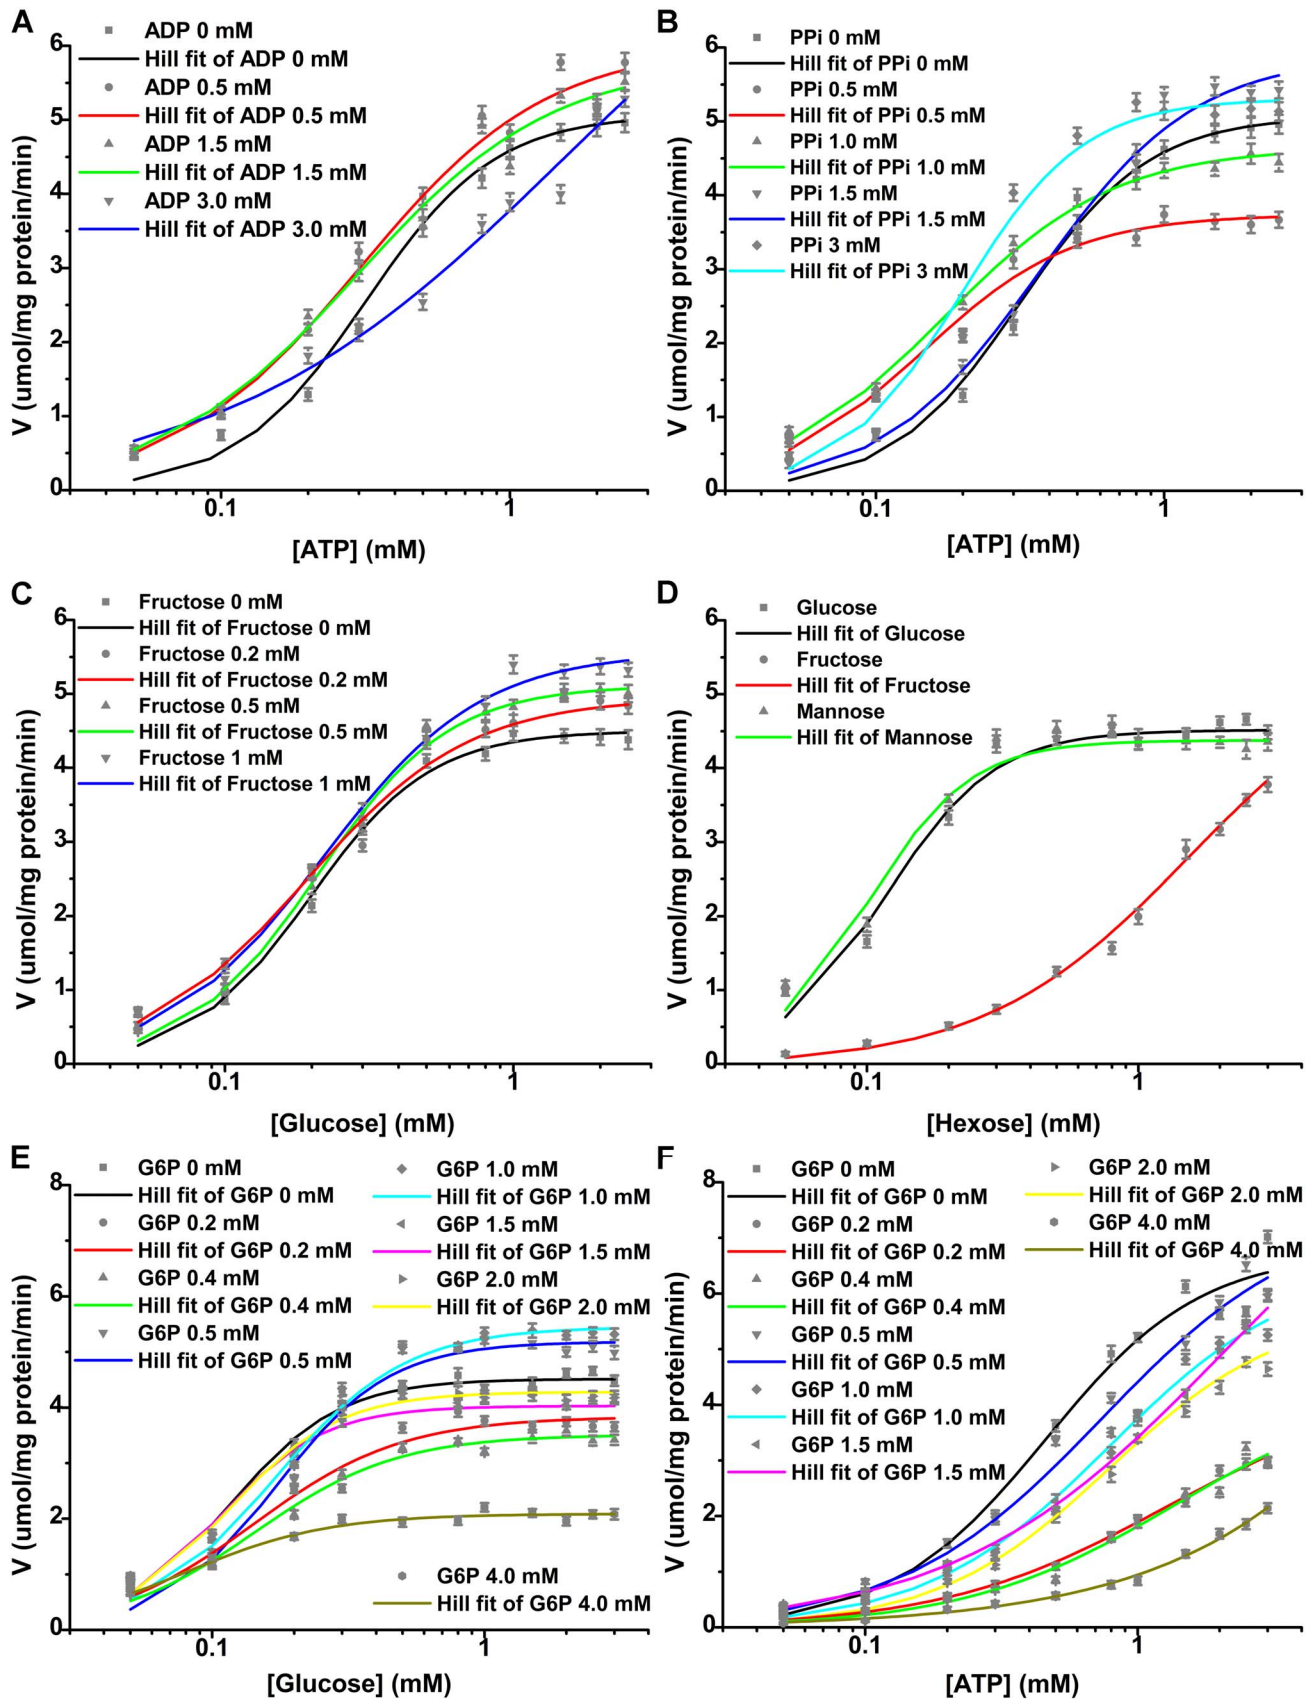 A
ADP 0 mM
Hill fit of ADP 0 mM
ADP 0.5 mM
Hill fit of ADP 0.5 mM
ADP 1.5 mM
Hill fit of ADP 1.5 mM
ADP 3.0 mM
Hill fit of ADP 3.0 mM
V (umol/mg protein/min)
6
5
4
3
2
1
0
0.1 1
[ATP] (mM)
B
PPi 0 mM
Hill fit of PPi 0 mM
PPi 0.5 mM
Hill fit of PPi 0.5 mM
PPi 1.0 mM
Hill fit of PPi 1.0 mM
PPi 1.5 mM
Hill fit of PPi 1.5 mM
PPi 3 mM
Hill fit of PPi 3 mM
V (umol/mg protein/min)
6
5
4
3
2
1
0
0.1 1
[ATP] (mM)
C
Fructose 0 mM
Hill fit of Fructose 0 mM
Fructose 0.2 mM
Hill fit of Fructose 0.2 mM
Fructose 0.5 mM
Hill fit of Fructose 0.5 mM
Fructose 1 mM
Hill fit of Fructose 1 mM
V (umol/mg protein/min)
6
5
4
3
2
1
0
0.1 1
[Glucose] (mM)
D
Glucose
Hill fit of Glucose
Fructose
Hill fit of Fructose
Mannose
Hill fit of Mannose
V (umol/mg protein/min)
6
5
4
3
2
1
0
0.1 1
[Hexose] (mM)
E
G6P 0 mM
Hill fit of G6P 0 mM
G6P 0.2 mM
Hill fit of G6P 0.2 mM
G6P 0.4 mM
Hill fit of G6P 0.4 mM
G6P 0.5 mM
Hill fit of G6P 0.5 mM
G6P 1.0 mM
Hill fit of G6P 1.0 mM
G6P 1.5 mM
Hill fit of G6P 1.5 mM
G6P 2.0 mM
Hill fit of G6P 2.0 mM
G6P 4.0 mM
Hill fit of G6P 4.0 mM
V (umol/mg protein/min)
8
6
4
2
0
0.1 1
[Glucose] (mM)
F
G6P 0 mM
Hill fit of G6P 0 mM
G6P 0.2 mM
Hill fit of G6P 0.2 mM
G6P 0.4 mM
Hill fit of G6P 0.4 mM
G6P 0.5 mM
Hill fit of G6P 0.5 mM
G6P 1.0 mM
Hill fit of G6P 1.0 mM
G6P 1.5 mM
Hill fit of G6P 1.5 mM
G6P 2.0 mM
Hill fit of G6P 2.0 mM
G6P 4.0 mM
Hill fit of G6P 4.0 mM
V (umol/mg protein/min)
8
6
4
2
0
0.1 1
[ATP] (mM)